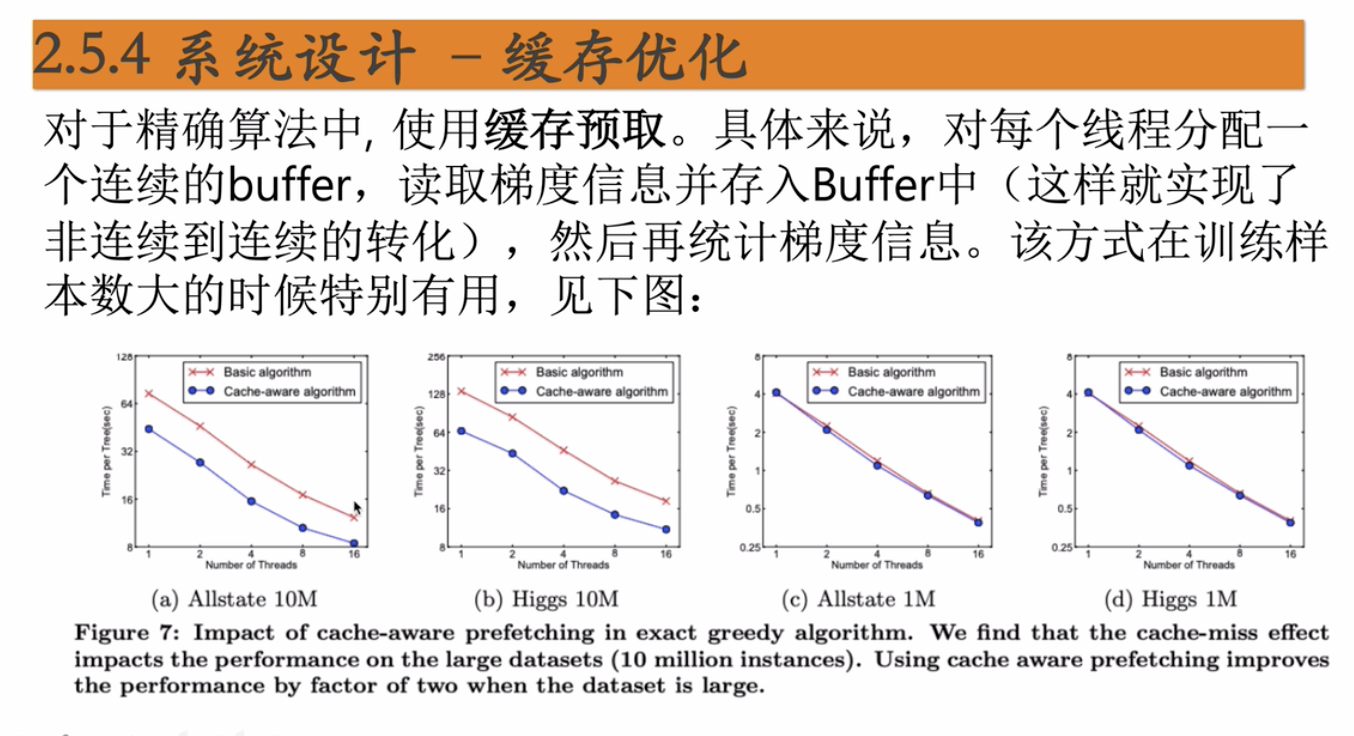 2.5.4 系统设计 – 缓存优化
对于精确算法中, 使用缓存预取。具体来说，对每个线程分配一
个连续的buffer，读取梯度信息并存入Buffer中（这样就实现了
非连续到连续的转化），然后再统计梯度信息。该方式在训练样
本数大的时候特别有用，见下图：
128
64
32
16
8
Time per Tree(sec)
Basic algorithm
Cache-aware algorithm
1 2 4 8 16
Number of Threads
(a) Allstate 10M
256
128
64
32
16
8
Time per Tree(sec)
Basic algorithm
Cache-aware algorithm
1 2 4 8 16
Number of Threads
(b) Higgs 10M
8
4
2
1
0.5
0.25
Time per Tree(sec)
Basic algorithm
Cache-aware algorithm
1 2 4 8 16
Number of Threads
(c) Allstate 1M
8
4
2
1
0.5
0.25
Time per Tree(sec)
Basic algorithm
Cache-aware algorithm
1 2 4 8 16
Number of Threads
(d) Higgs 1M
Figure 7: Impact of cache-aware prefetching in exact greedy algorithm. We find that the cache-miss effect
impacts the performance on the large datasets (10 million instances). Using cache aware prefetching improves
the performance by factor of two when the dataset is large.